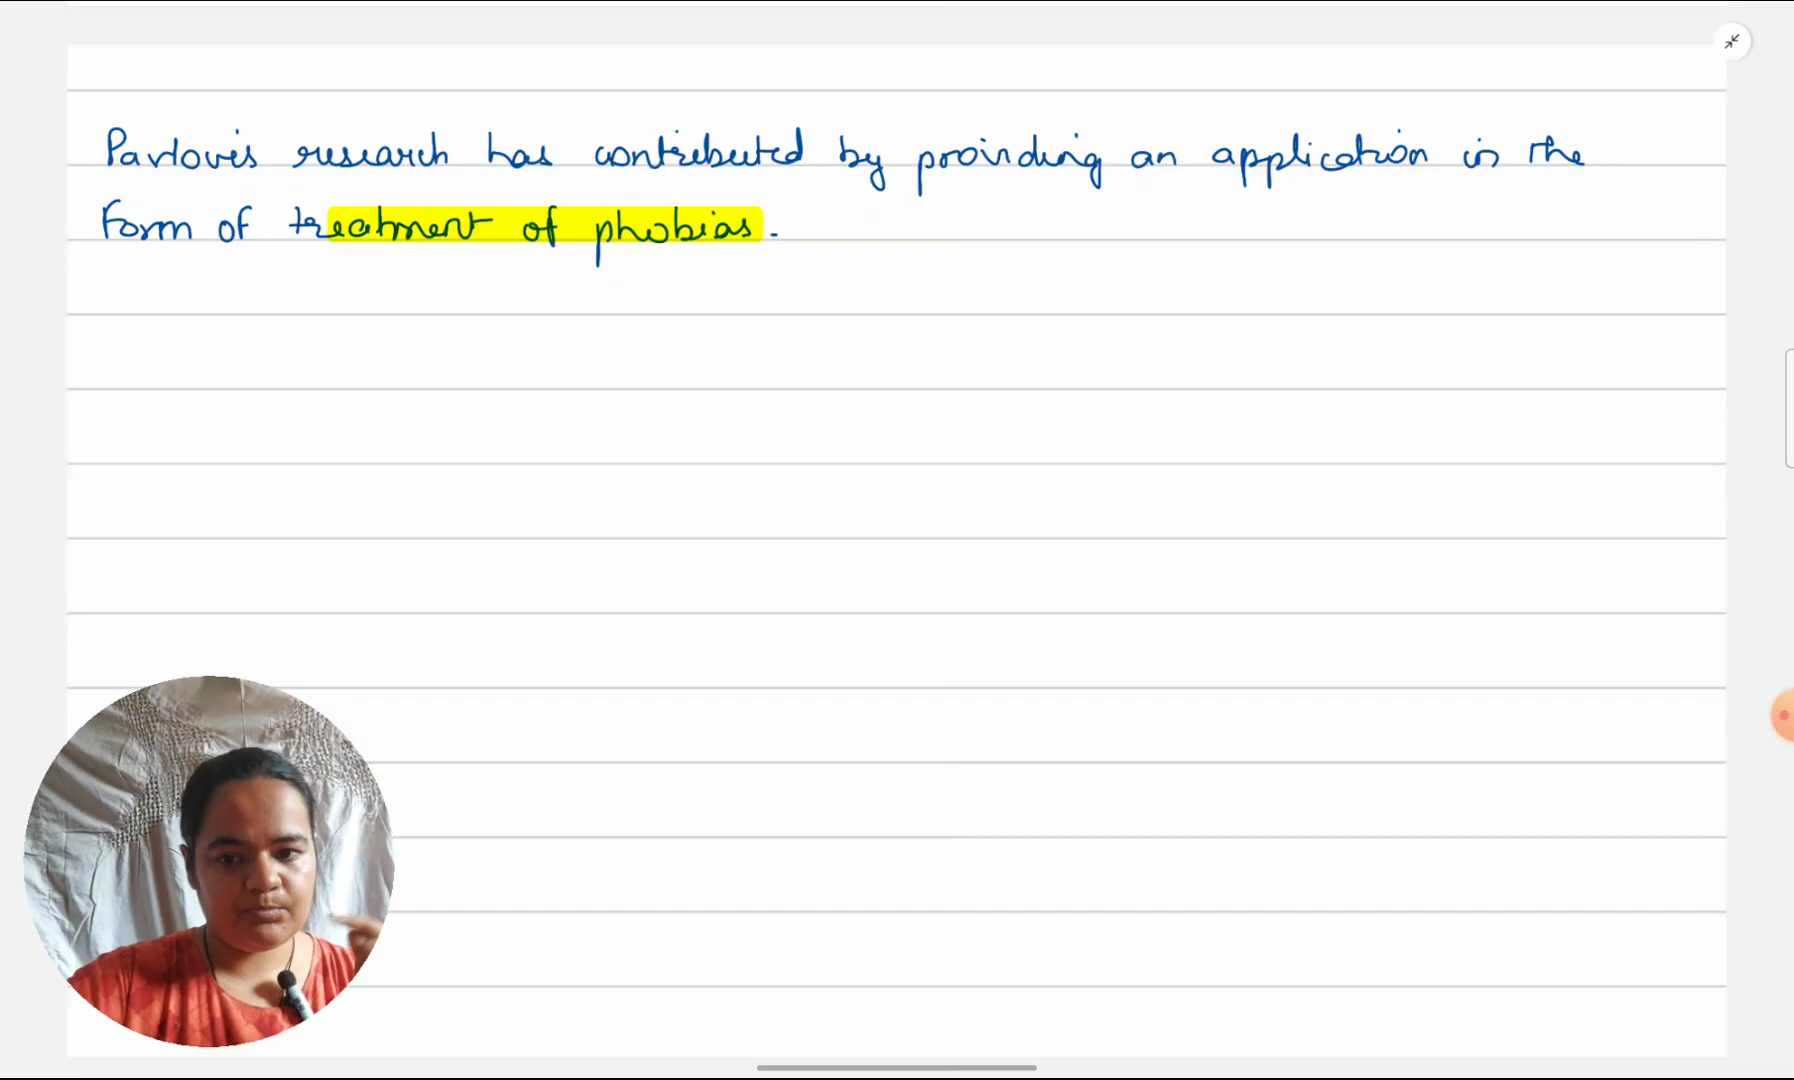 Pavlov's research has contributed by providing an application in the
form of treatment of phobias.